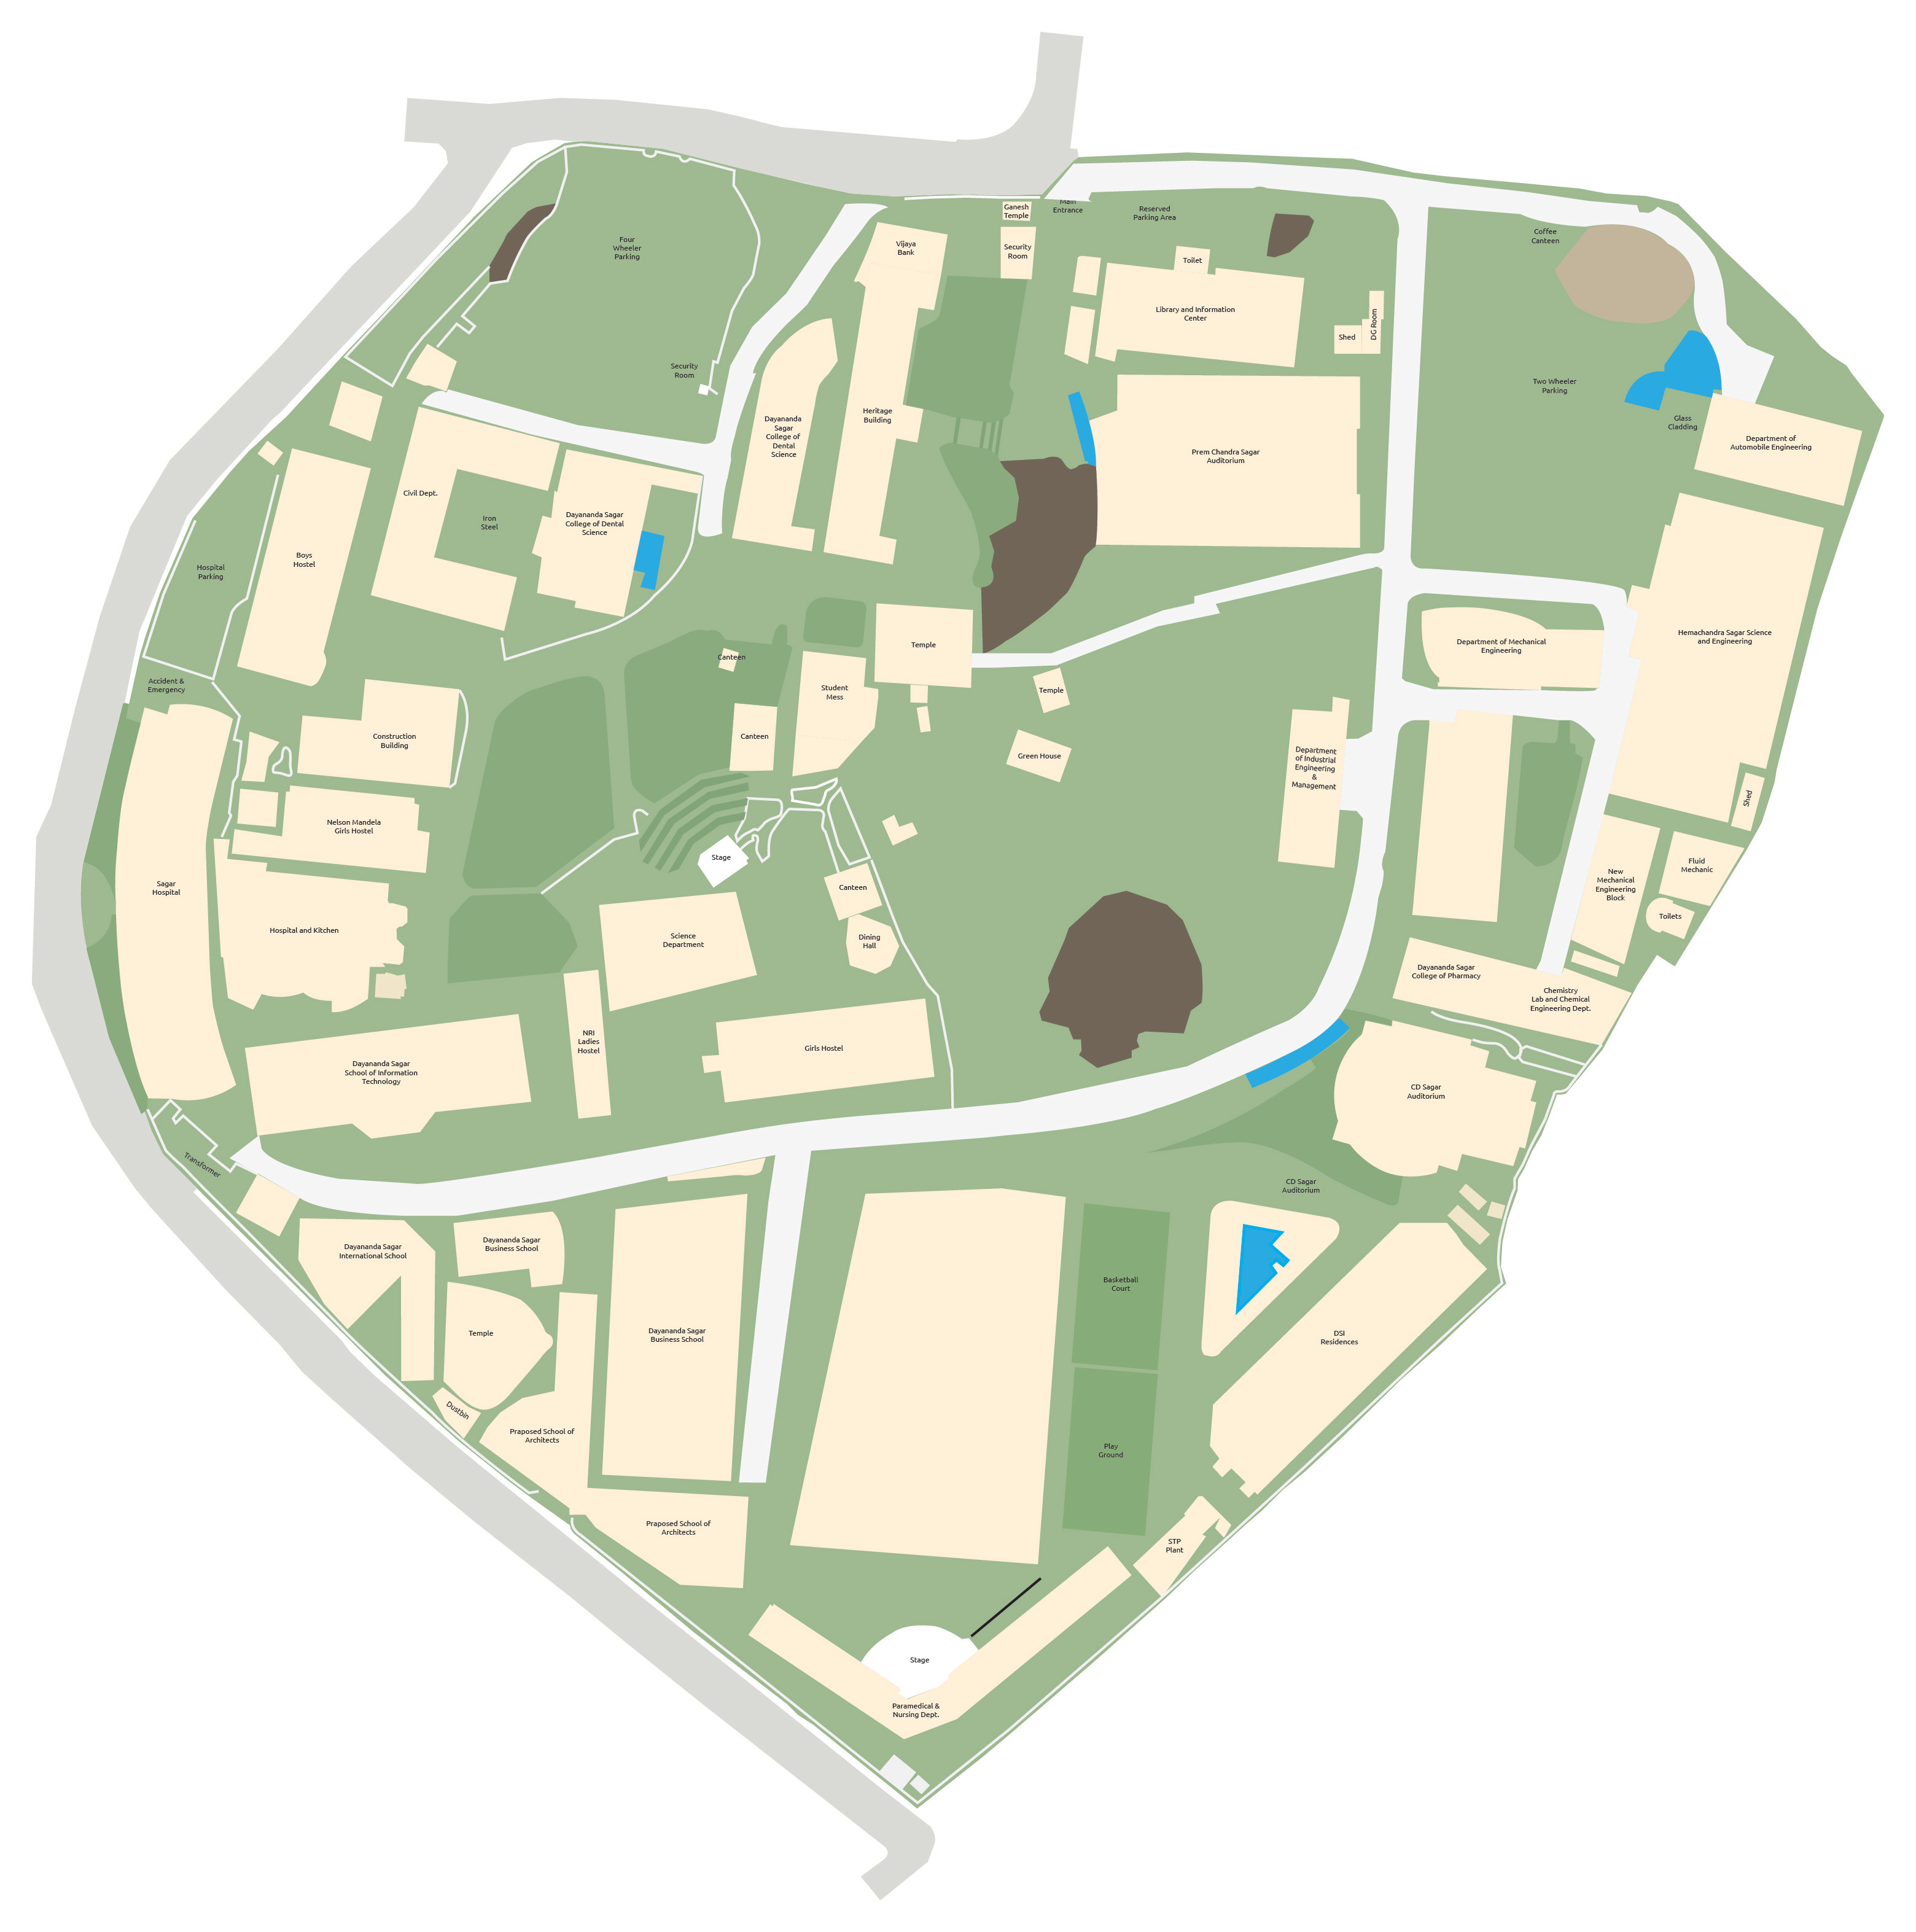 Ganesh
Temple
Main
Entrance
Reserved
Parking Area
Coffee
Canteen
Four
Wheeler
Parking
Vijaya
Bank
Security
Room
Toilet
Library and Information
Center
Shed
DG Room
Security
Room
Two Wheeler
Parking
Glass
Cladding
Department of
Automobile Engineering
Dayananda
Sagar
College of
Dental
Science
Heritage
Building
Prem Chandra Sagar
Auditorium
Civil Dept.
Iron
Steel
Dayananda Sagar
College of Dental
Science
Boys
Hostel
Hospital
Parking
Temple
Department of Mechanical
Engineering
Hemachandra Sagar Science
and Engineering
Canteen
Accident &
Emergency
Student
Mess
Temple
Construction
Building
Canteen
Green House
Department
of Industrial
Engineering
&
Management
Shed
Nelson Mandela
Girls Hostel
Stage
Fluid
Mechanic
Sagar
Hospital
Canteen
New
Mechanical
Engineering
Block
Toilets
Hospital and Kitchen
Science
Department
Dining
Hall
Dayananda Sagar
College of Pharmacy
Chemistry
Lab and Chemical
Engineering Dept.
NRI
Ladies
Hostel
Girls Hostel
Dayananda Sagar
School of Information
Technology
CD Sagar
Auditorium
Transformer
CD Sagar
Auditorium
Dayananda Sagar
International School
Dayananda Sagar
Business School
Basketball
Court
Temple
Dayananda Sagar
Business School
DSI
Residences
Dustbin
Praposed School of
Architects
Play
Ground
Praposed School of
Architects
STP
Plant
Stage
Paramedical &
Nursing Dept.